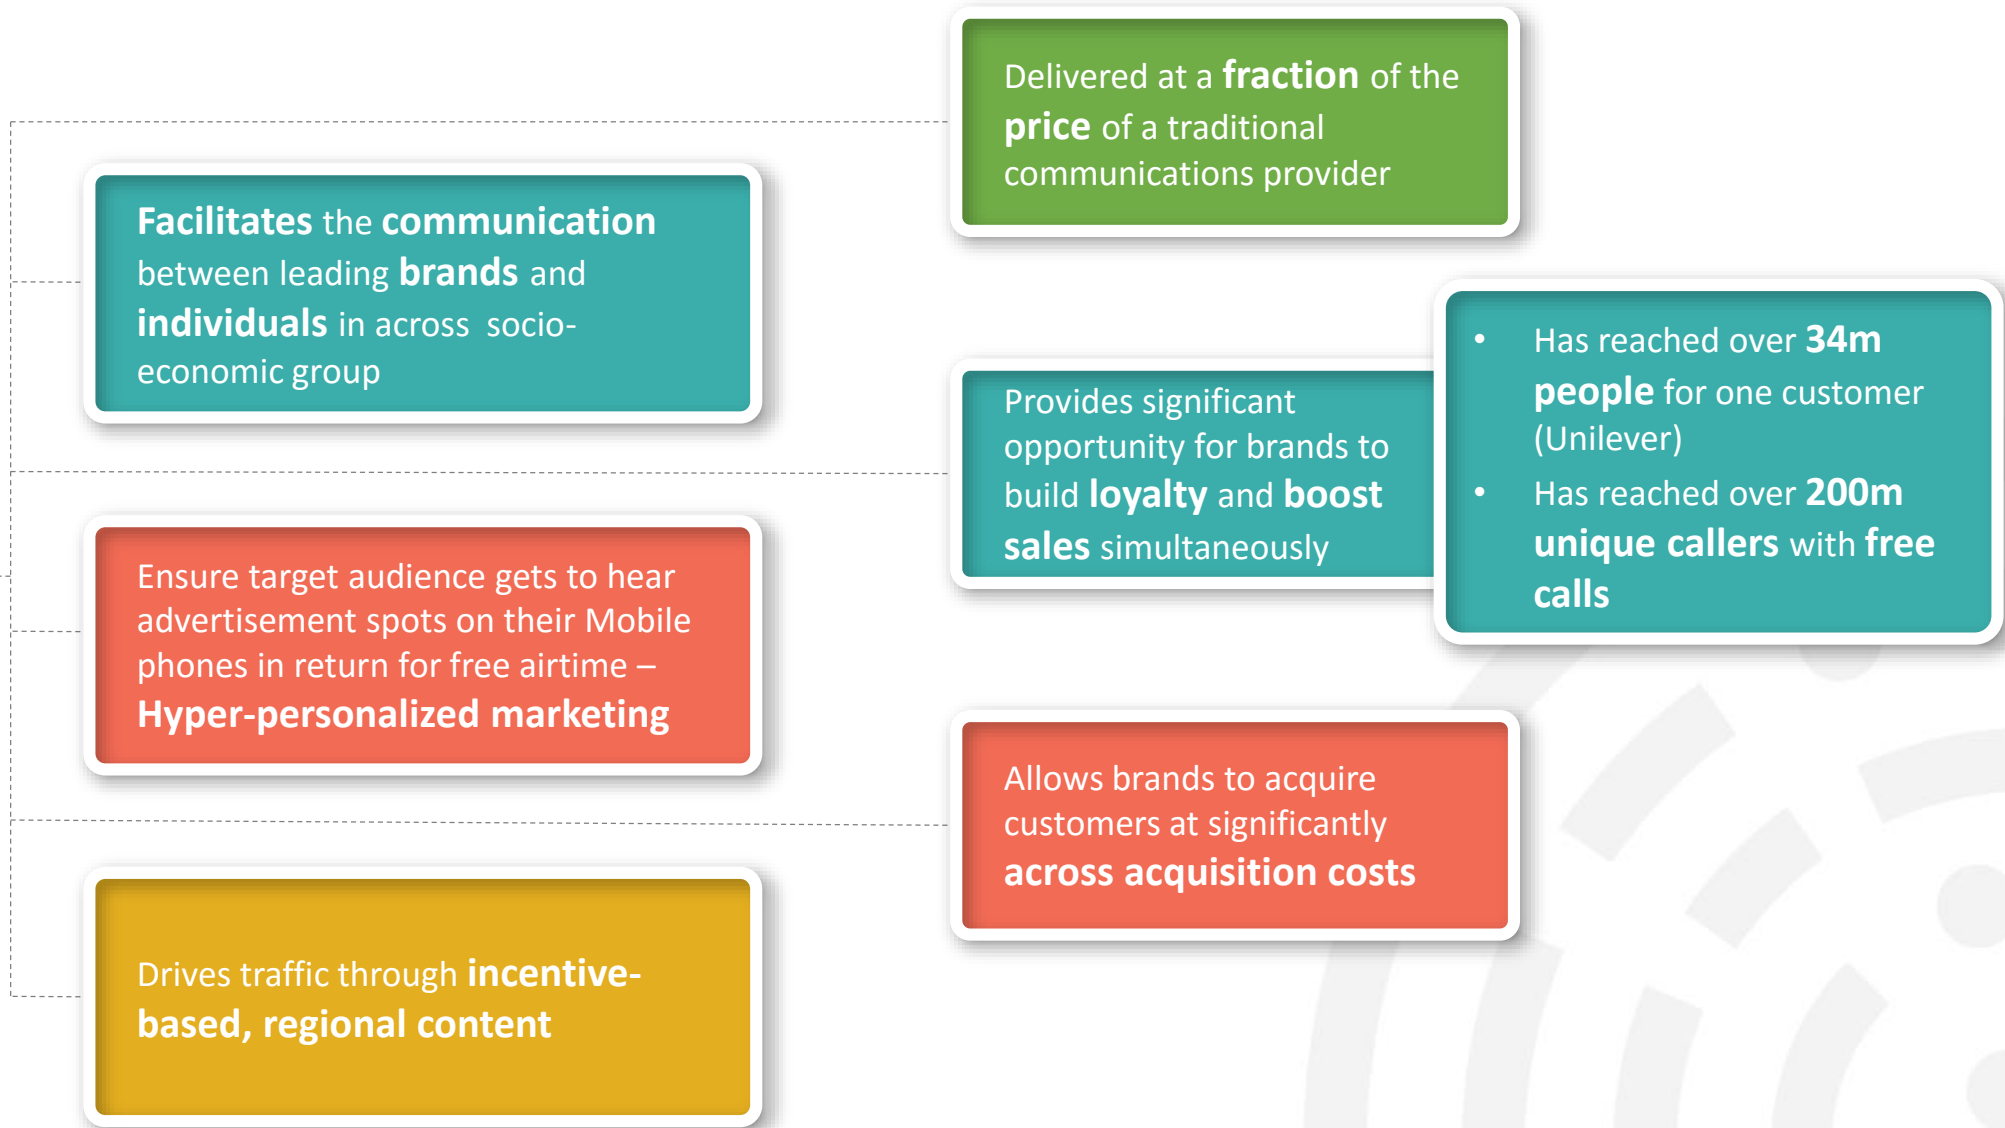 Delivered at a fraction of the
price of a traditional
communications provider
Facilitates the communication
between leading brands and
individuals in across  socio-
economic group
Provides significant
opportunity for brands to
build loyalty and boost
sales simultaneously
• Has reached over 34m
people for one customer
(Unilever)
• Has reached over 200m
unique callers with free
calls
Ensure target audience gets to hear
advertisement spots on their Mobile
phones in return for free airtime –
Hyper-personalized marketing
Allows brands to acquire
customers at significantly
across acquisition costs
Drives traffic through incentive-
based, regional content